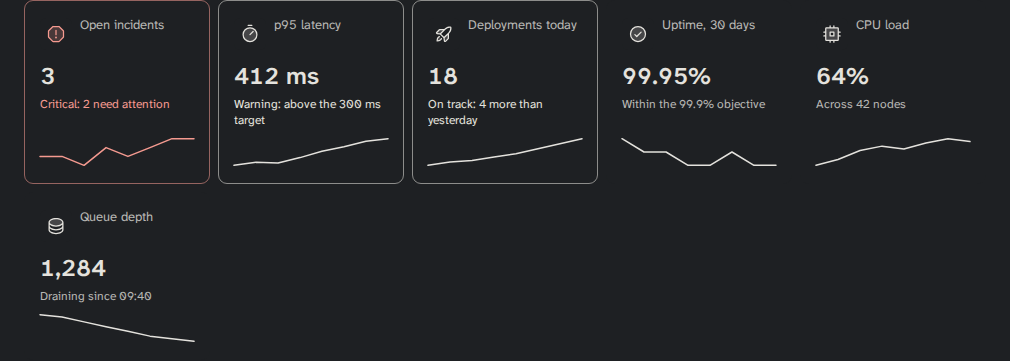 Open incidents
3
Critical: 2 need attention
p95 latency
412 ms
Warning: above the 300 ms
target
Deployments today
18
On track: 4 more than
yesterday
Uptime, 30 days
99.95%
Within the 99.9% objective
CPU load
64%
Across 42 nodes
Queue depth
1,284
Draining since 09:40